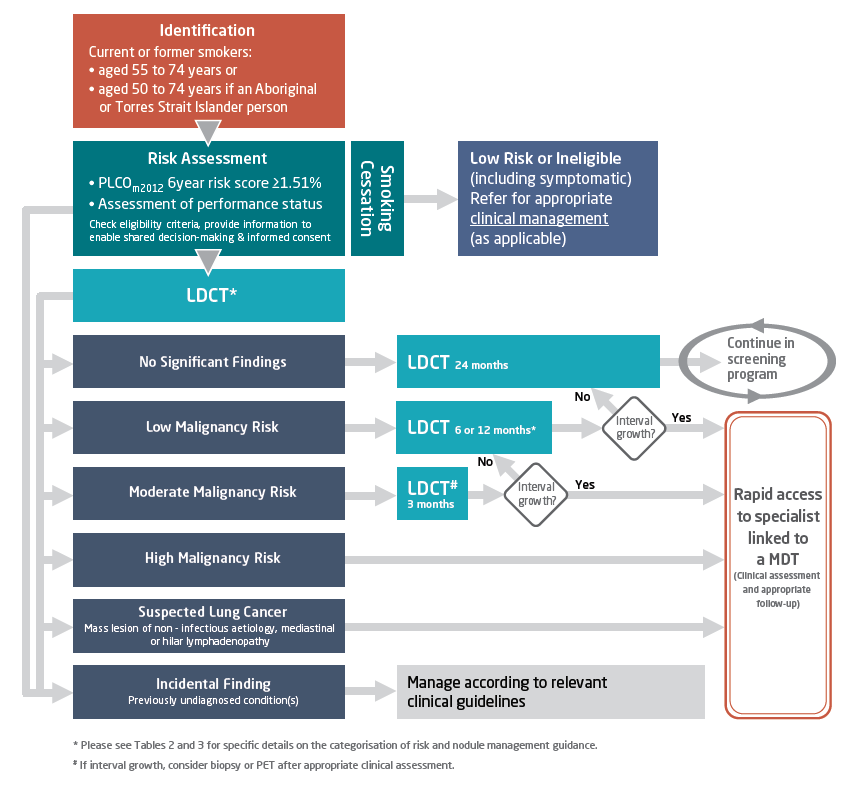 Identification
Current or former smokers:
• aged 55 to 74 years or
• aged 50 to 74 years if an Aboriginal
or Torres Strait Islander person
Risk Assessment
• PLCOm2012 6year risk score ≥1.51%
• Assessment of performance status
Check eligibility criteria, provide information to
enable shared decision-making & informed consent
Smoking
Cessation
Low Risk or Ineligible
(including symptomatic)
Refer for appropriate
clinical management
(as applicable)
LDCT*
No Significant Findings
LDCT 24 months
Continue in
screening
program
Low Malignancy Risk
LDCT 6 or 12 months*
No
Interval
growth?
Yes
Moderate Malignancy Risk
LDCT#
3 months
No
Interval
growth?
Yes
High Malignancy Risk
Suspected Lung Cancer
Mass lesion of non - infectious aetiology, mediastinal
or hilar lymphadenopathy
Rapid access
to specialist
linked to
a MDT
(Clinical assessment
and appropriate
follow-up)
Incidental Finding
Previously undiagnosed condition(s)
Manage according to relevant
clinical guidelines
* Please see Tables 2 and 3 for specific details on the categorisation of risk and nodule management guidance.
# If interval growth, consider biopsy or PET after appropriate clinical assessment.